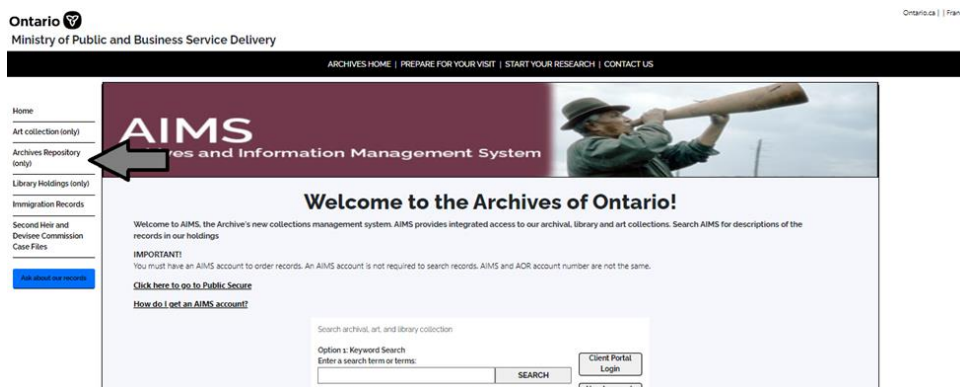 Ontario
Ontario.ca | | Fran
Ministry of Public and Business Service Delivery
ARCHIVES HOME | PREPARE FOR YOUR VISIT | START YOUR RESEARCH | CONTACT US
Home
Art collection (only)
Archives Repository
(only)
Library Holdings (only)
Immigration Records
Second Heir and
Devisee Commission
Case Files
Ask about our records
AIMS
and Information Management System
Welcome to the Archives of Ontario!
Welcome to AIMS, the Archive's new collections management system. AIMS provides integrated access to our archival, library and art collections. Search AIMS for descriptions of the
records in our holdings
IMPORTANT!
You must have an AIMS account to order records. An AIMS account is not required to search records. AIMS and AOR account number are not the same.
Click here to go to Public Secure
How do I get an AIMS account?
Search archival, art, and library collection
Option 1: Keyword Search
Enter a search term or terms:
SEARCH
Client Portal
Login